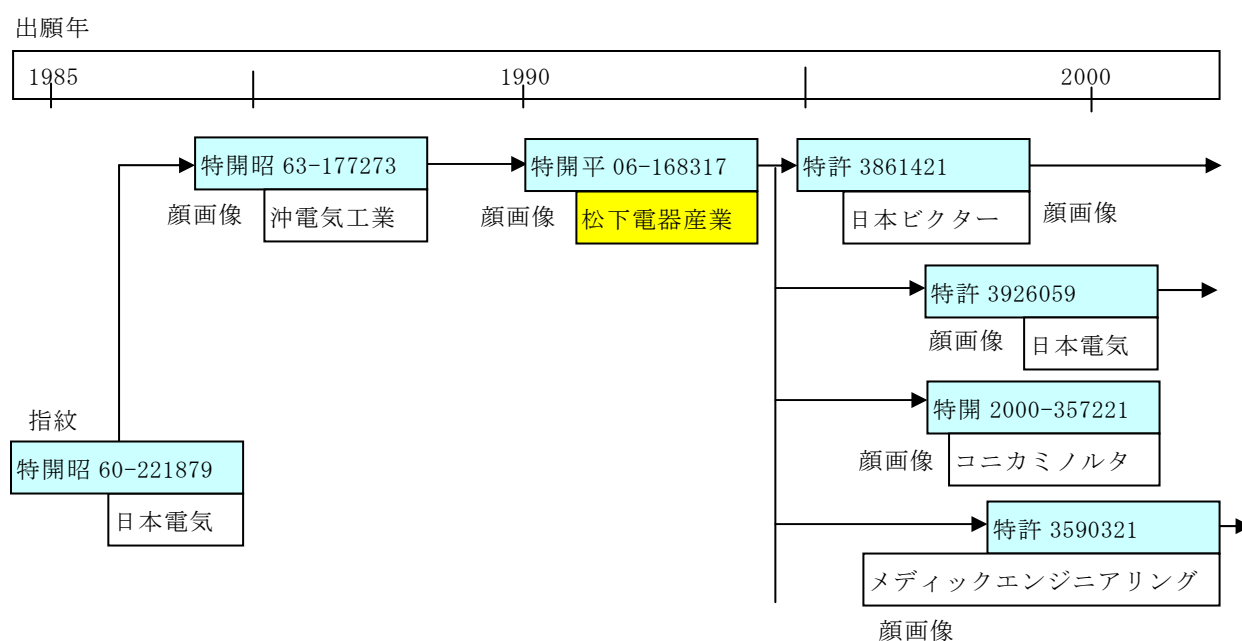 出願年
1985
1990
2000
特開昭 63-177273
特開平 06-168317
特許 3861421
顔画像
沖電気工業
顔画像
松下電器産業
日本ビクター
顔画像
特許 3926059
顔画像
日本電気
特開 2000-357221
顔画像
コニカミノルタ
指紋
特開昭 60-221879
日本電気
特許 3590321
メディックエンジニアリング
顔画像